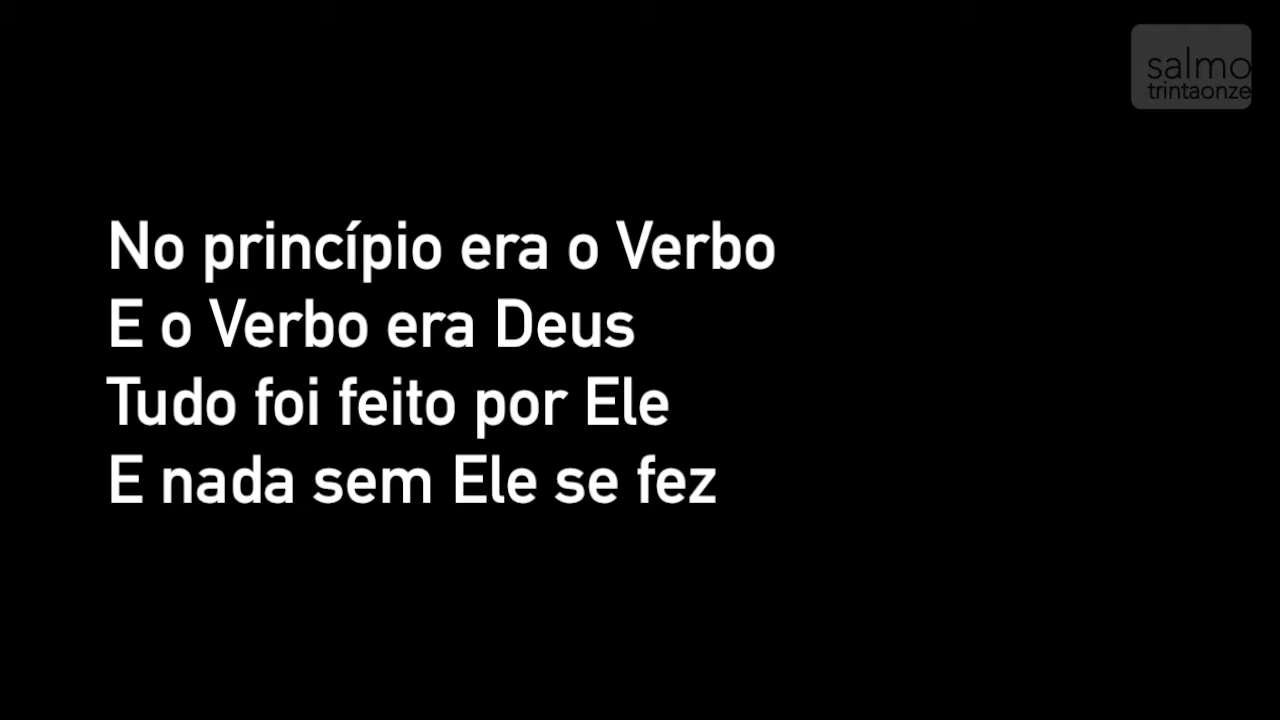 salmo
trintaonze
No princípio era o Verbo
E o Verbo era Deus
Tudo foi feito por Ele
E nada sem Ele se fez